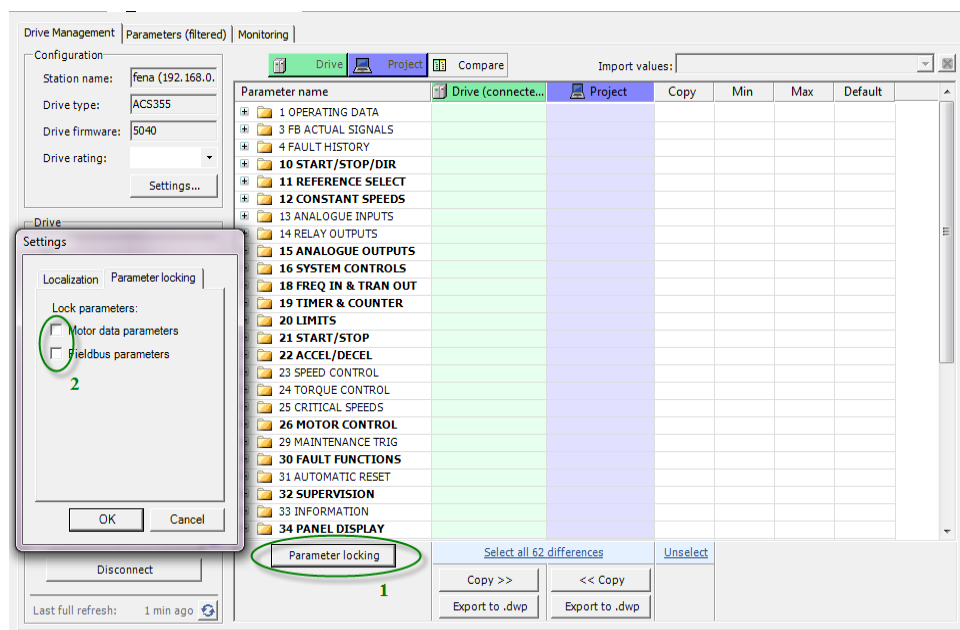 Drive Management Parameters (filtered) Monitoring
Configuration
Station name: fena (192.168.0.
Drive type: ACS355
Drive firmware: 5040
Drive rating:
Settings...
Drive
Drive Project Compare Import values:
Parameter name Drive (connecte... Project Copy Min Max Default
1 OPERATING DATA
3 FB ACTUAL SIGNALS
4 FAULT HISTORY
10 START/STOP/DIR
11 REFERENCE SELECT
12 CONSTANT SPEEDS
13 ANALOGUE INPUTS
14 RELAY OUTPUTS
15 ANALOGUE OUTPUTS
16 SYSTEM CONTROLS
18 FREQ IN & TRAN OUT
19 TIMER & COUNTER
20 LIMITS
21 START/STOP
22 ACCEL/DECEL
23 SPEED CONTROL
24 TORQUE CONTROL
25 CRITICAL SPEEDS
26 MOTOR CONTROL
29 MAINTENANCE TRIG
30 FAULT FUNCTIONS
31 AUTOMATIC RESET
32 SUPERVISION
33 INFORMATION
34 PANEL DISPLAY
Settings
Localization Parameter locking
Lock parameters:
Motor data parameters
Fieldbus parameters
2
OK Cancel
Disconnect
Last full refresh: 1 min ago
Parameter locking
1
Select all 62 differences Unselect
Copy >> << Copy
Export to .dwp Export to .dwp